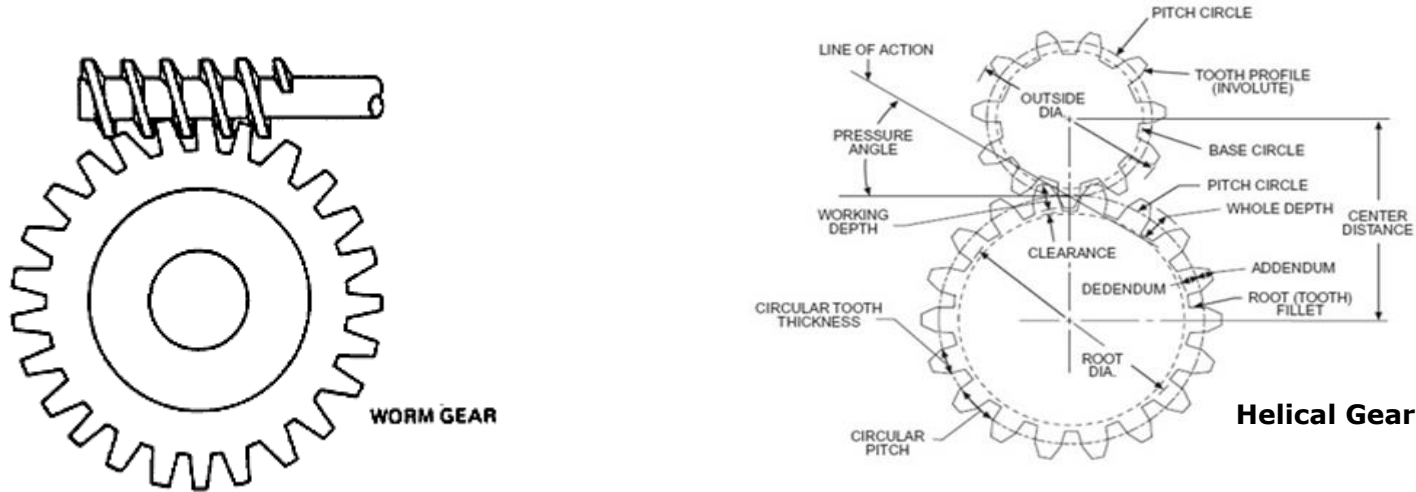 WORM GEAR
PITCH CIRCLE
LINE OF ACTION
TOOTH PROFILE
(INVOLUTE)
OUTSIDE
DIA.
PRESSURE
ANGLE
BASE CIRCLE
PITCH CIRCLE
WHOLE DEPTH
WORKING
DEPTH
CENTER
DISTANCE
CLEARANCE
ADDENDUM
DEDENDUM
ROOT (TOOTH)
FILLET
CIRCULAR TOOTH
THICKNESS
ROOT
DIA.
Helical Gear
CIRCULAR
PITCH